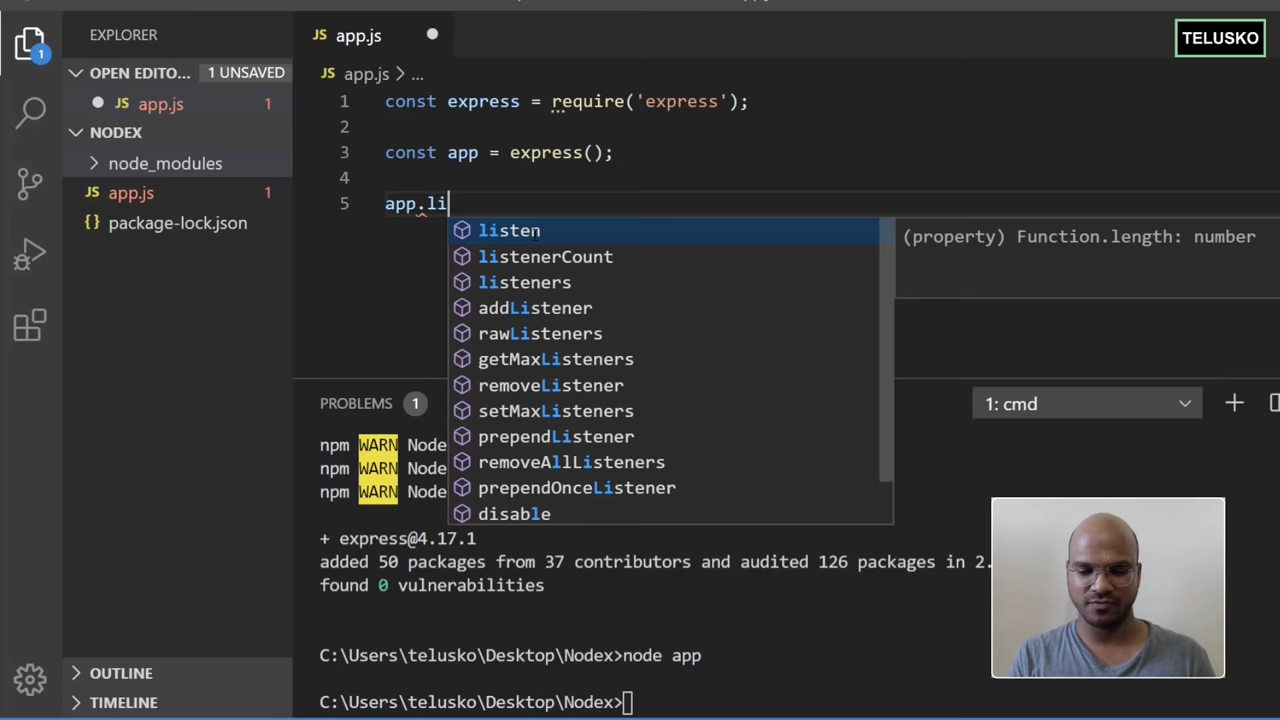 EXPLORER
OPEN EDITO... 1 UNSAVED
JS app.js 1
NODEX
node_modules
JS app.js 1
{} package-lock.json
OUTLINE
TIMELINE
1
JS app.js
TELUSKO
JS app.js > ...
1 const express = require('express');
2
3 const app = express();
4
5 app.li
listen
listenerCount
listeners
addListener
rawListeners
getMaxListeners
removeListener
setMaxListeners
prependListener
removeAllListeners
prependOnceListener
disable
(property) Function.length: number
PROBLEMS 1
1: cmd
npm WARN Node
npm WARN Node
npm WARN Node
+ express@4.17.1
added 50 packages from 37 contributors and audited 126 packages in 2.
found 0 vulnerabilities
C:\Users\telusko\Desktop\Nodex>node app
C:\Users\telusko\Desktop\Nodex>